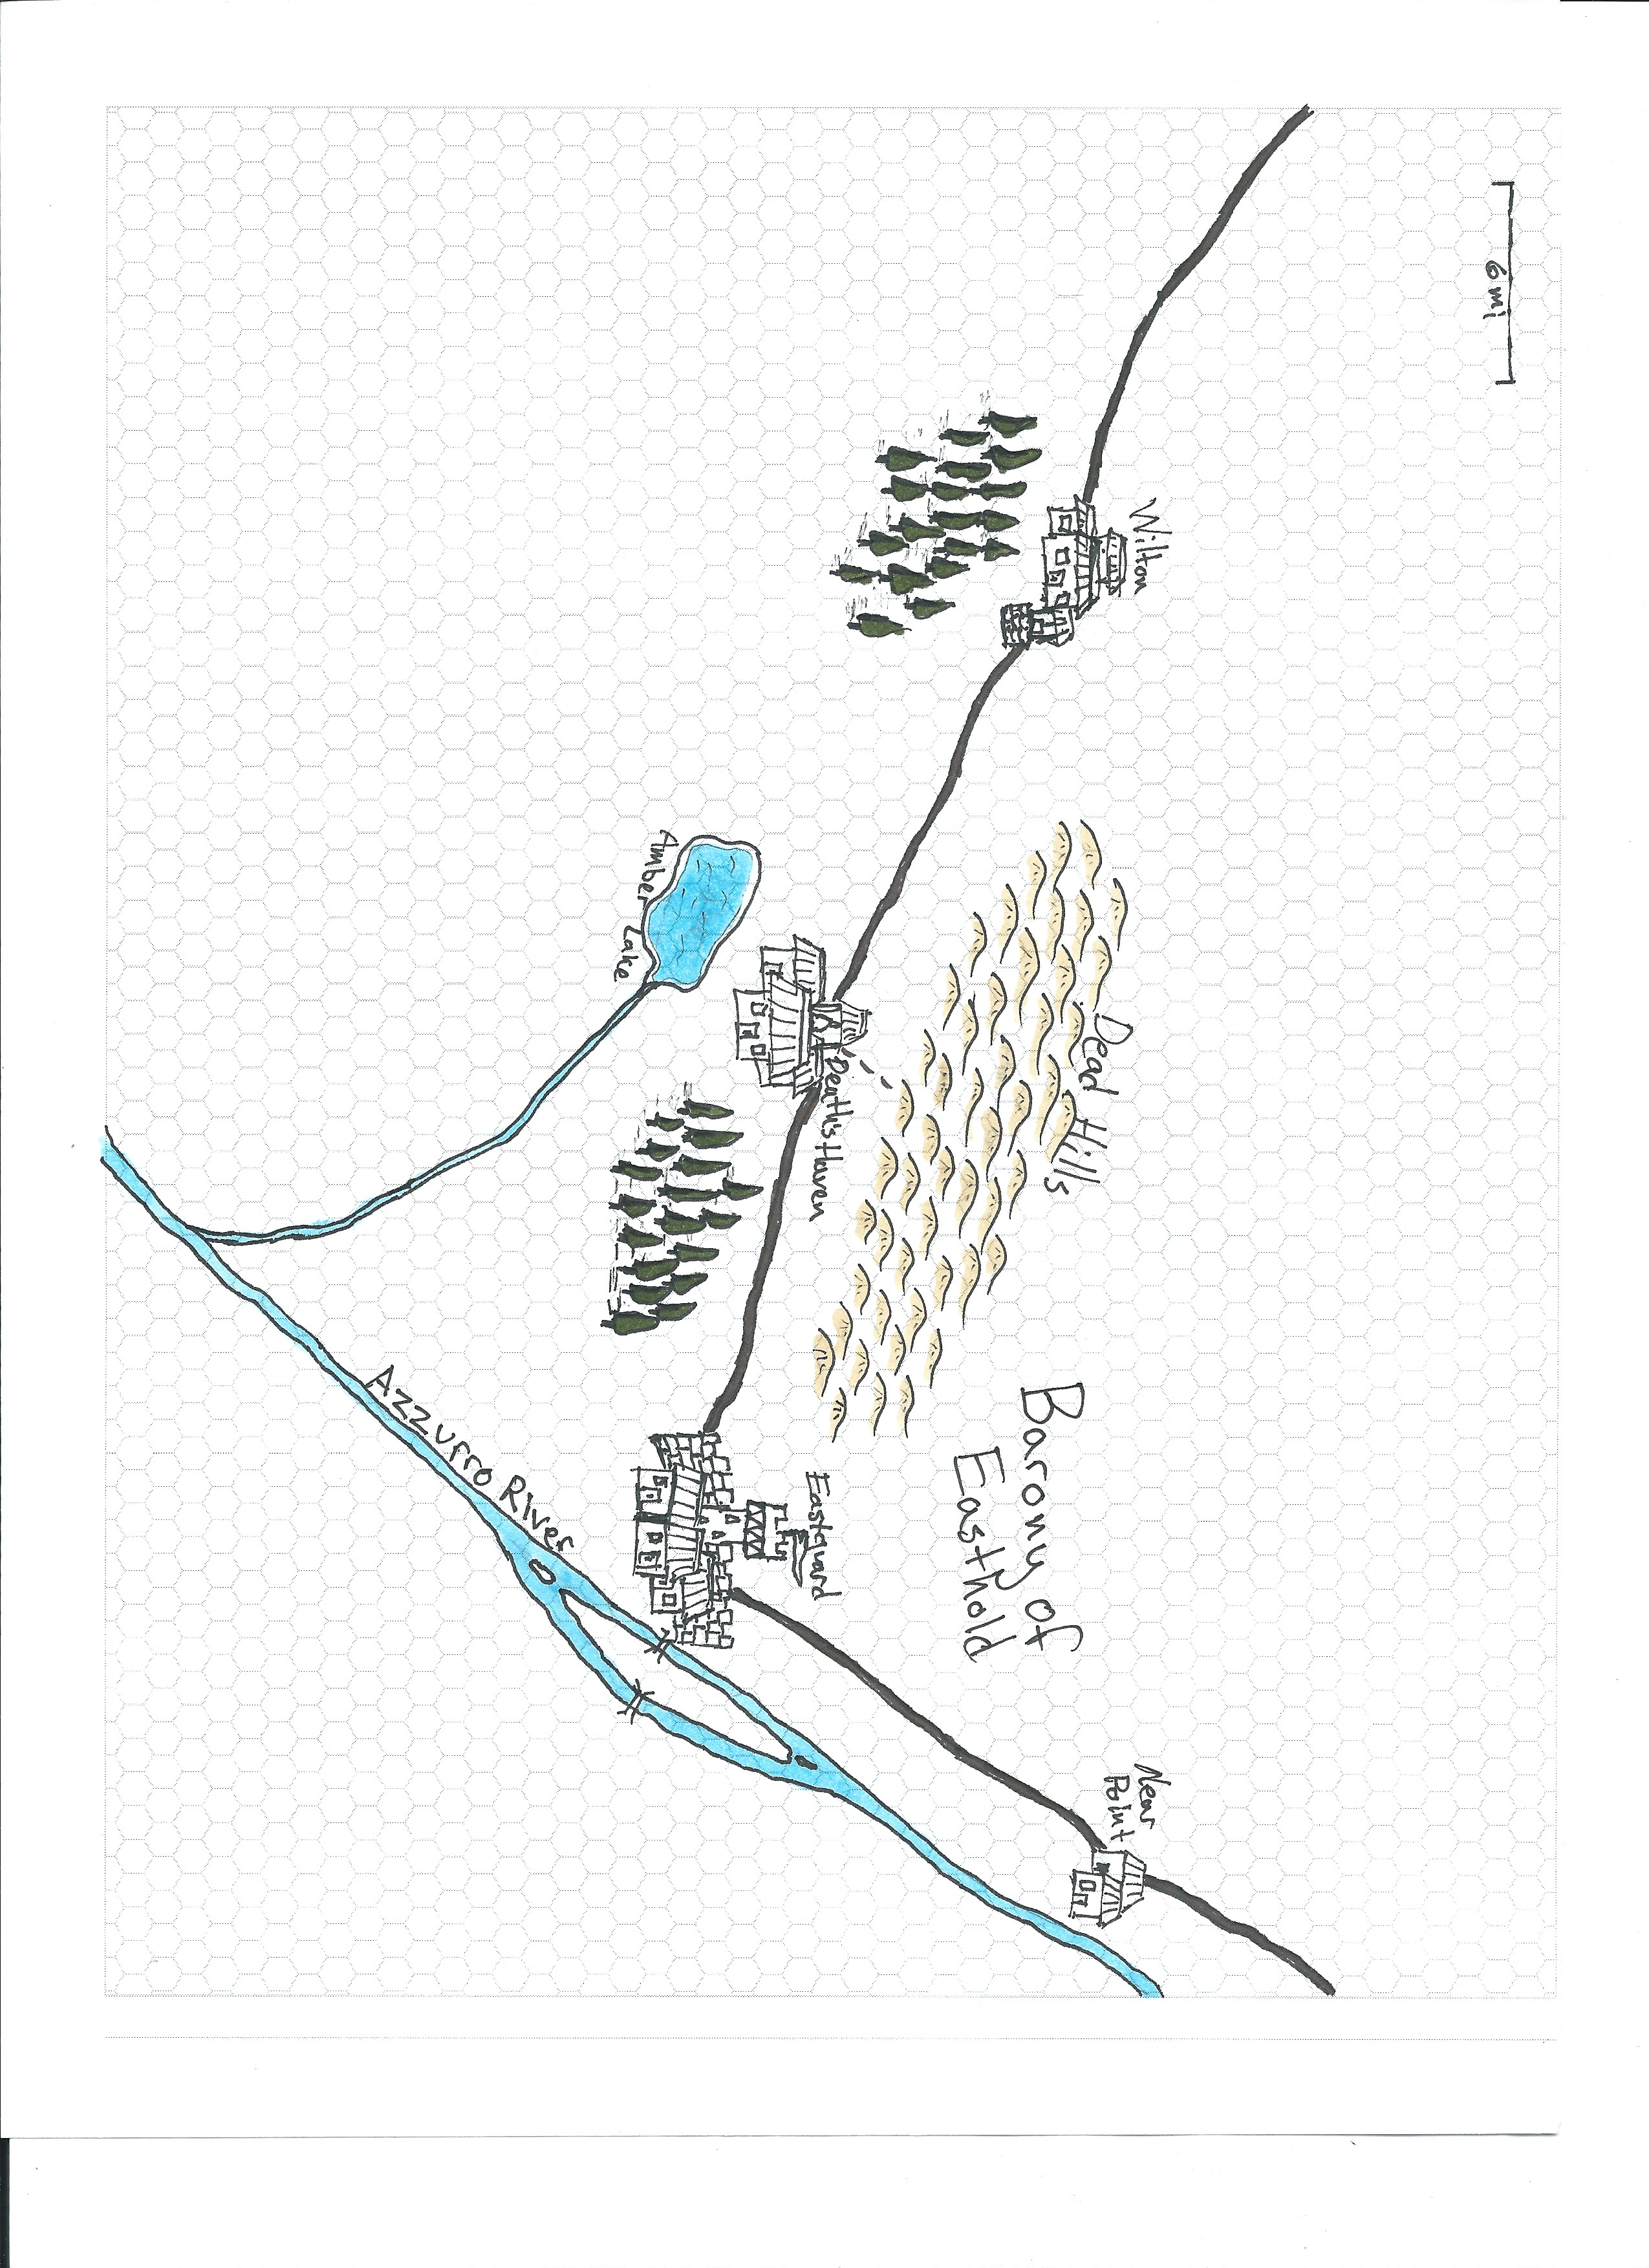 6 mi
Wilton
Dead Hills
Near
Point
Barony of
Easthold
Death's Haven
Eastguard
Amber Lake
Azzurro River